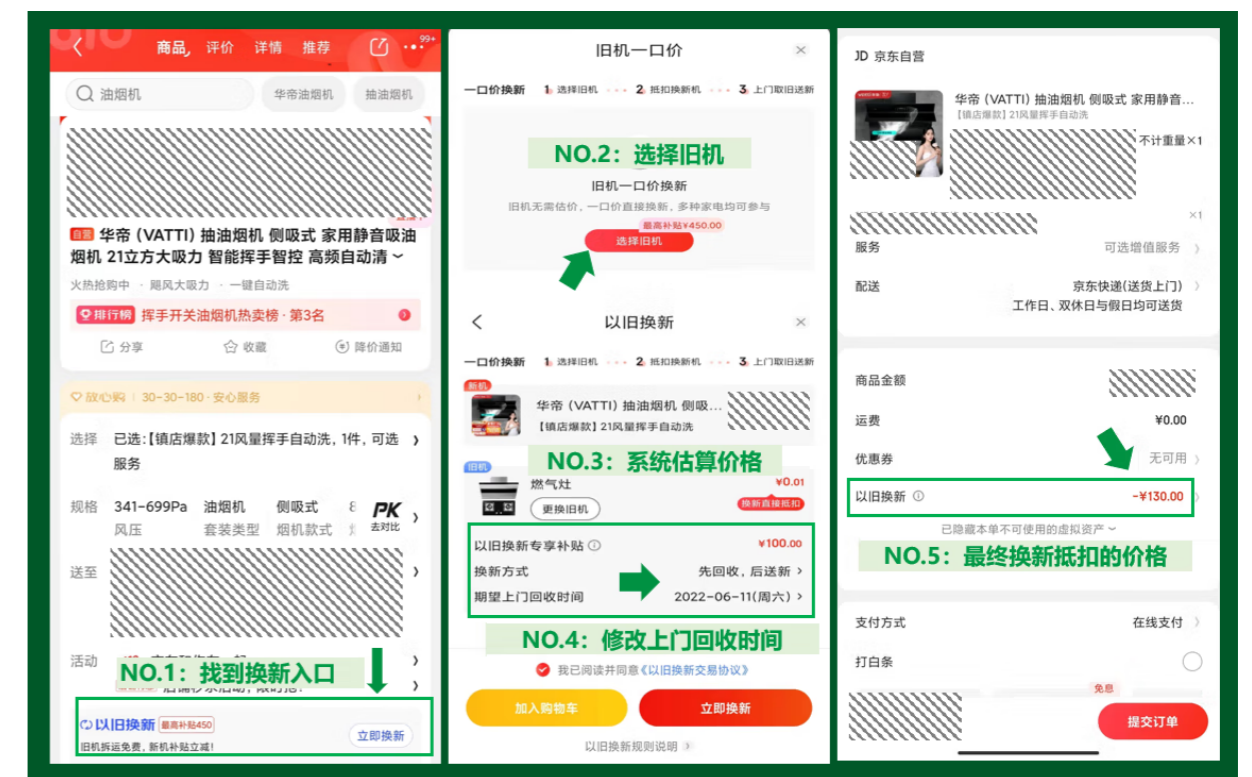 商品 评价 详情 推荐
99+
油烟机 华帝油烟机 抽油烟机
自营 华帝 (VATTI) 抽油烟机 侧吸式 家用静音吸油
烟机 21立方大吸力 智能挥手智控 高频自动清
火热抢购中 · 飓风大吸力 · 一键自动洗
排行榜 挥手开关油烟机热卖榜·第3名
分享 收藏 降价通知
放心购 30-30-180·安心服务
选择 已选:【镇店爆款】21风量挥手自动洗, 1件, 可选
服务
规格 341-699Pa 油烟机 侧吸式 PK
风压 套装类型 烟机款式 去对比
送至
活动
NO.1: 找到换新入口
以旧换新 最高补贴450
旧机拆运免费, 新机补贴立减!
立即换新
旧机一口价 ×
一口价换新 1. 选择旧机 --- 2. 抵扣换新机 --- 3. 上门取旧送新
NO.2: 选择旧机
旧机一口价换新
旧机无需估价, 一口价直接换新, 多种家电均可参与
最高补贴¥450.00
选择旧机
以旧换新 ×
一口价换新 1. 选择旧机 --- 2. 抵扣换新机 --- 3. 上门取旧送新
新机
华帝 (VATTI) 抽油烟机 侧吸...
【镇店爆款】21风量挥手自动洗
NO.3: 系统估算价格
旧机
燃气灶 ¥0.01
更换旧机 换新直接抵扣
以旧换新专享补贴 ¥100.00
换新方式 先回收, 后送新 >
期望上门回收时间 2022-06-11(周六) >
NO.4: 修改上门回收时间
我已阅读并同意《以旧换新交易协议》
加入购物车 立即换新
以旧换新规则说明
JD 京东自营
华帝 (VATTI) 抽油烟机 侧吸式 家用静音...
【镇店爆款】21风量挥手自动洗
不计重量×1
×1
服务 可选增值服务 >
配送 京东快递(送货上门) >
工作日、双休日与假日均可送货
商品金额
运费 ¥0.00
优惠券 无可用 >
以旧换新 -¥130.00 >
已隐藏本单不可使用的虚拟资产
NO.5: 最终换新抵扣的价格
支付方式 在线支付 >
打白条
免息
提交订单